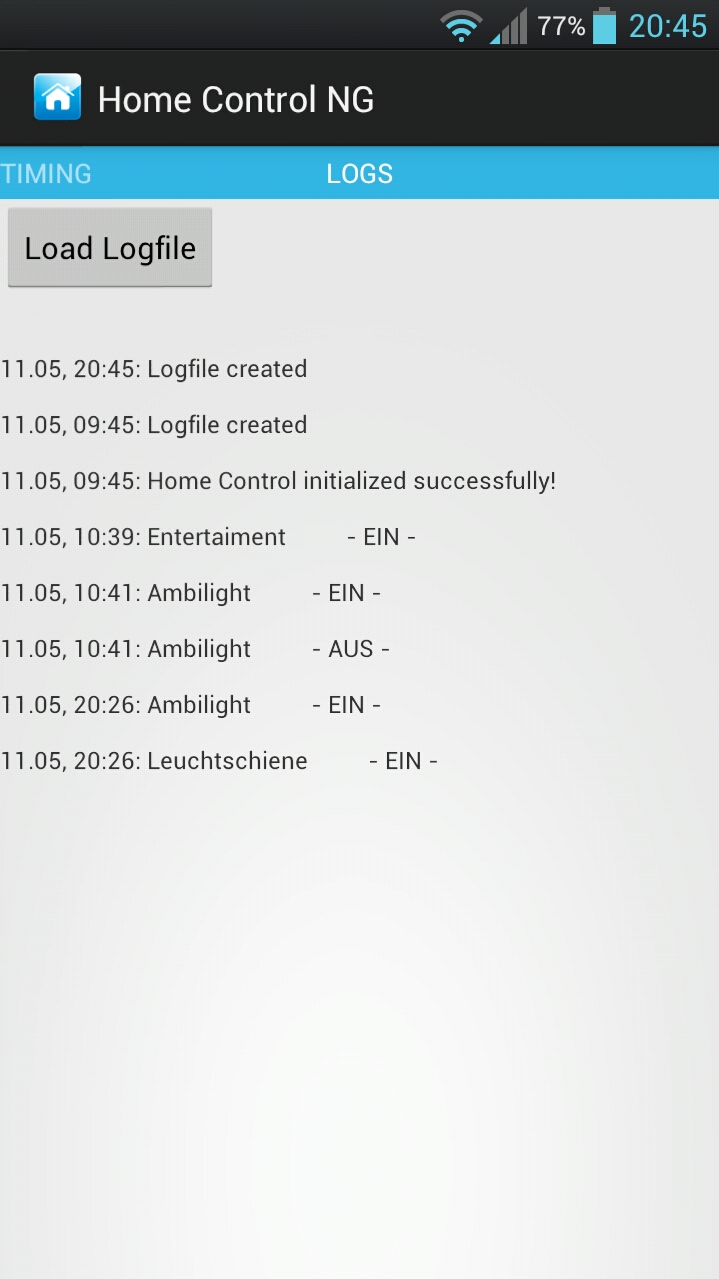 77% 20:45
Home Control NG
TIMING LOGS
Load Logfile
11.05, 20:45: Logfile created
11.05, 09:45: Logfile created
11.05, 09:45: Home Control initialized successfully!
11.05, 10:39: Entertaiment - EIN -
11.05, 10:41: Ambilight - EIN -
11.05, 10:41: Ambilight - AUS -
11.05, 20:26: Ambilight - EIN -
11.05, 20:26: Leuchtschiene - EIN -